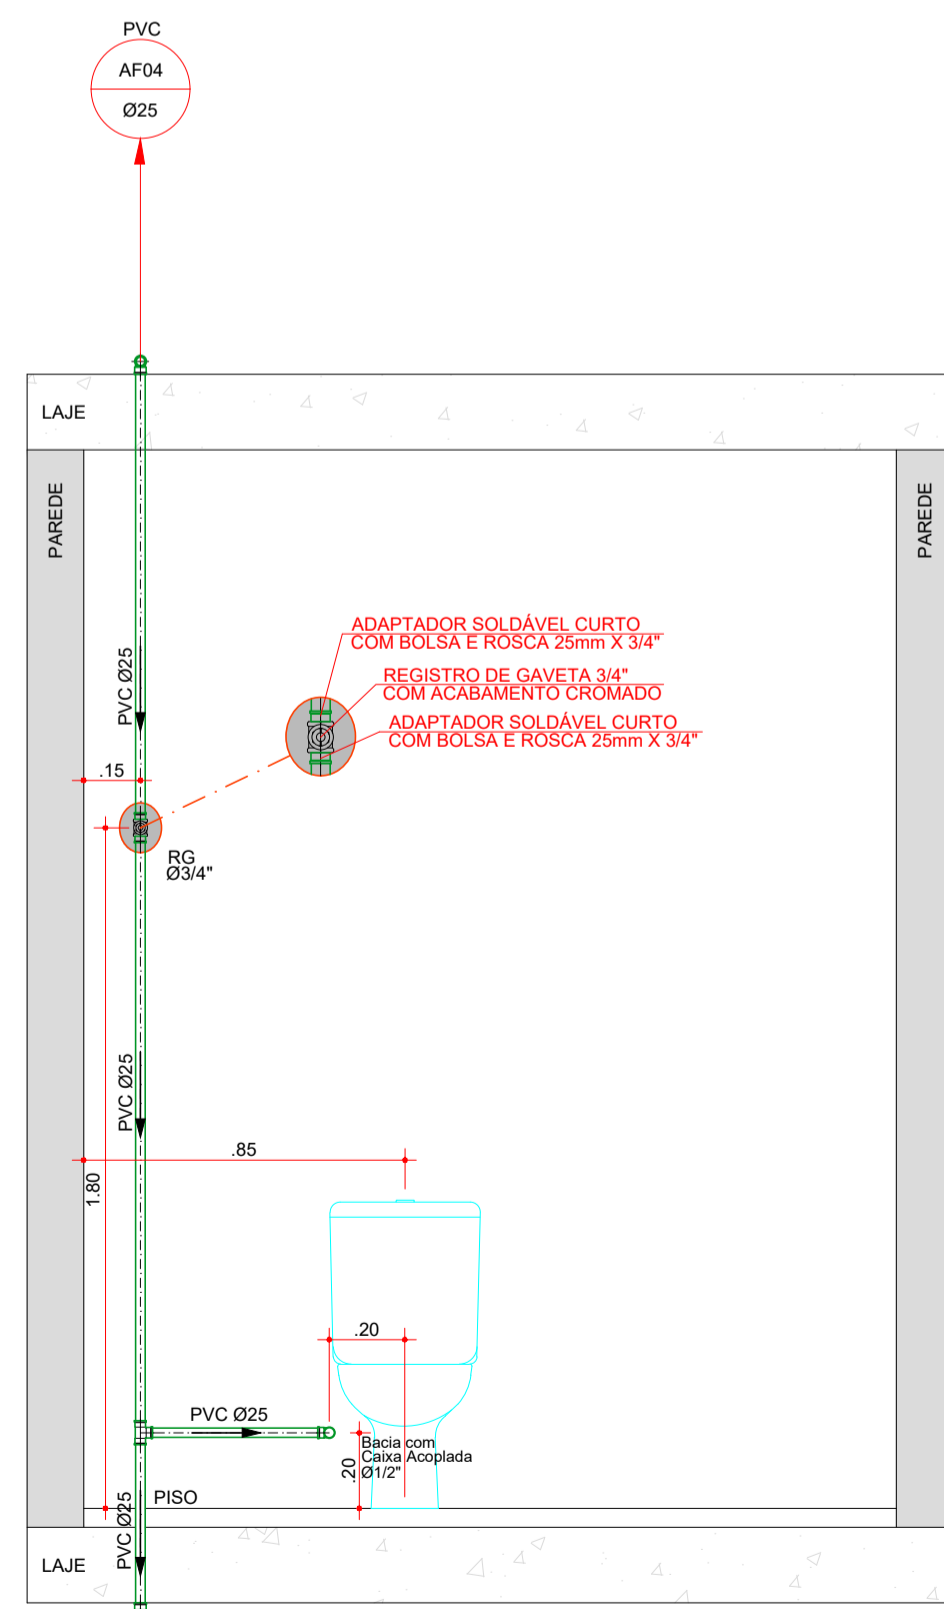 PVC
AF04
Ø25
LAJE
PAREDE
PAREDE
ADAPTADOR SOLDÁVEL CURTO
COM BOLSA E ROSCA 25mm X 3/4"
REGISTRO DE GAVETA 3/4"
COM ACABAMENTO CROMADO
ADAPTADOR SOLDÁVEL CURTO
COM BOLSA E ROSCA 25mm X 3/4"
PVC Ø25
.15
RG
Ø3/4"
PVC Ø25
.85
1.80
.20
PVC Ø25
Bacia com
Caixa Acoplada
Ø1/2"
.20
PISO
PVC Ø25
LAJE